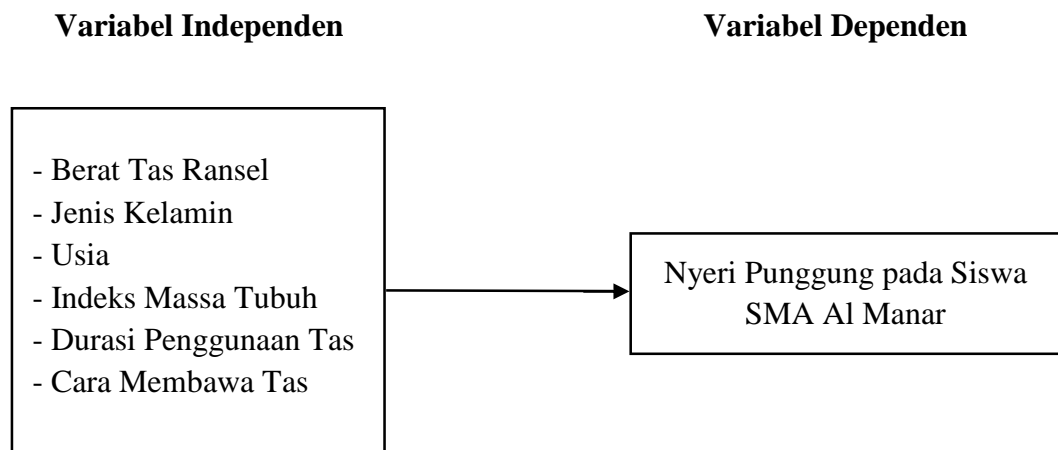 Variabel Independen
Variabel Dependen
- Berat Tas Ransel
- Jenis Kelamin
- Usia
- Indeks Massa Tubuh
- Durasi Penggunaan Tas
- Cara Membawa Tas
Nyeri Punggung pada Siswa
SMA Al Manar